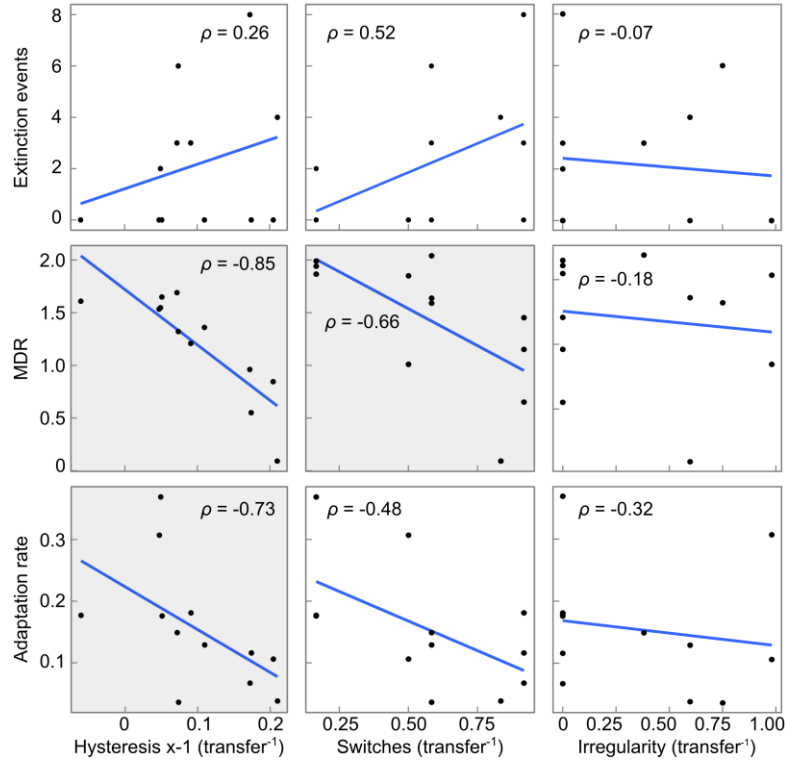 8
6
4
2
0
Extinction events
ρ = 0.26
ρ = 0.52
ρ = -0.07
2.0
1.5
1.0
0.5
0
MDR
ρ = -0.85
ρ = -0.66
ρ = -0.18
0.3
0.2
0.1
Adaptation rate
ρ = -0.73
ρ = -0.48
ρ = -0.32
0 0.1 0.2
0.25 0.50 0.75
0 0.25 0.50 0.75 1.00
Hysteresis x-1 (transfer⁻¹)
Switches (transfer⁻¹)
Irregularity (transfer⁻¹)